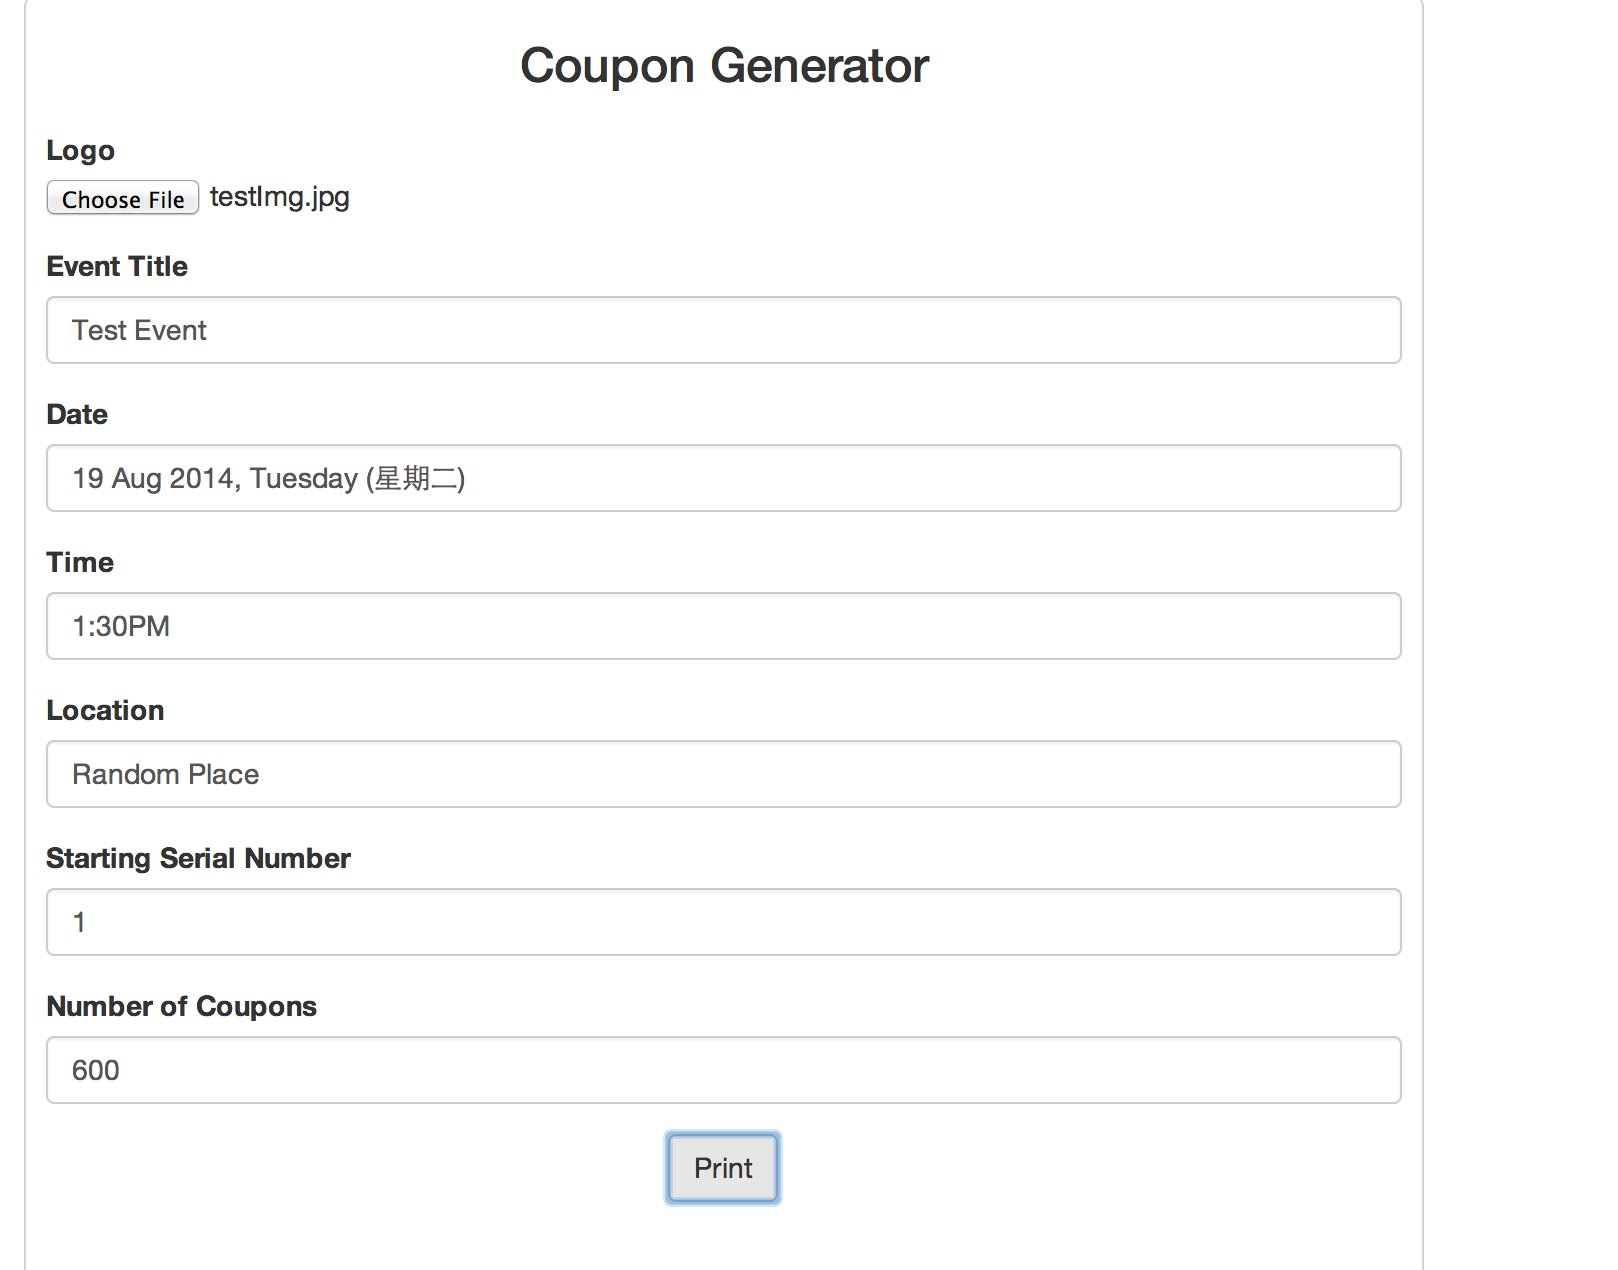 Coupon Generator
Logo
Choose File testImg.jpg
Event Title
Test Event
Date
19 Aug 2014, Tuesday (星期二)
Time
1:30PM
Location
Random Place
Starting Serial Number
1
Number of Coupons
600
Print